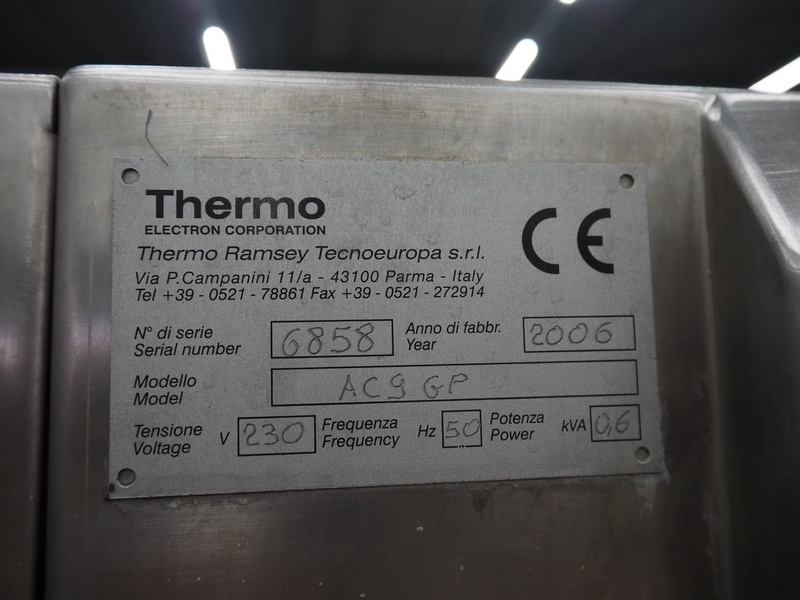 Thermo
ELECTRON CORPORATION
CE
Thermo Ramsey Tecnoeuropa s.r.l.
Via P.Campanini 11/a - 43100 Parma - Italy
Tel +39 - 0521 - 78861 Fax +39 - 0521 - 272914
N° di serie 6858 Anno di fabbr. 2006
Serial number Year
Modello AC9 GP
Model
Tensione V 230 Frequenza Hz 50 Potenza kVA 0,6
Voltage Frequency Power